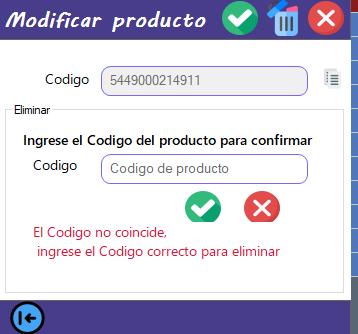 Modificar producto
Codigo 5449000214911
Eliminar
Ingrese el Codigo del producto para confirmar
Codigo Codigo de producto
El Codigo no coincide,
ingrese el Codigo correcto para eliminar